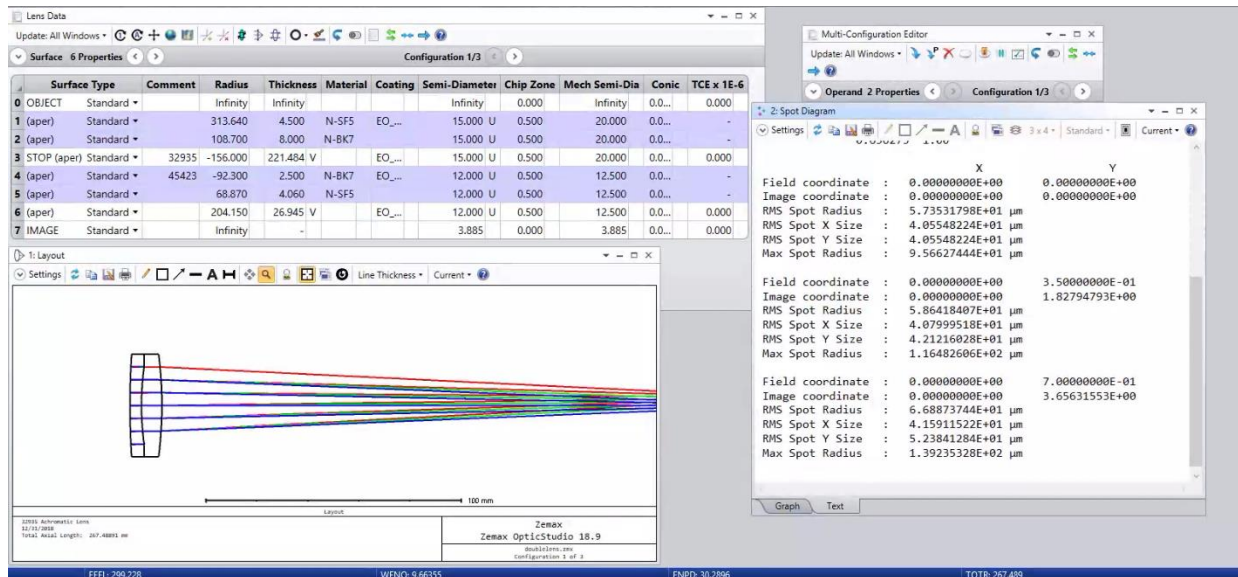 Lens Data
Update: All Windows
Surface 6 Properties Configuration 1/3
Surface Type Comment Radius Thickness Material Coating Semi-Diameter Chip Zone Mech Semi-Dia Conic TCE x 1E-6
0 OBJECT Standard Infinity Infinity Infinity 0.000 Infinity 0.0... 0.000
1 (aper) Standard 313.640 4.500 N-SF5 EO_... 15.000 U 0.500 20.000 0.0... -
2 (aper) Standard 108.700 8.000 N-BK7 15.000 U 0.500 20.000 0.0... -
3 STOP (aper) Standard 32935 -156.000 221.484 V EO_... 15.000 U 0.500 20.000 0.0... 0.000
4 (aper) Standard 45423 -92.300 2.500 N-BK7 EO_... 12.000 U 0.500 12.500 0.0... -
5 (aper) Standard 68.870 4.060 N-SF5 12.000 U 0.500 12.500 0.0... -
6 (aper) Standard 204.150 26.945 V EO_... 12.000 U 0.500 12.500 0.0... 0.000
7 IMAGE Standard Infinity - 3.885 0.000 3.885 0.0... 0.000
Multi-Configuration Editor
Update: All Windows
Operand 2 Properties Configuration 1/3
2: Spot Diagram
Settings 3 x 4 Standard Current
X Y
Field coordinate : 0.00000000E+00 0.00000000E+00
Image coordinate : 0.00000000E+00 0.00000000E+00
RMS Spot Radius : 5.73531798E+01 µm
RMS Spot X Size : 4.05548224E+01 µm
RMS Spot Y Size : 4.05548224E+01 µm
Max Spot Radius : 9.56627444E+01 µm
Field coordinate : 0.00000000E+00 3.50000000E-01
Image coordinate : 0.00000000E+00 1.82794793E+00
RMS Spot Radius : 5.86418407E+01 µm
RMS Spot X Size : 4.07999518E+01 µm
RMS Spot Y Size : 4.21216028E+01 µm
Max Spot Radius : 1.16482606E+02 µm
Field coordinate : 0.00000000E+00 7.00000000E-01
Image coordinate : 0.00000000E+00 3.65631553E+00
RMS Spot Radius : 6.68873744E+01 µm
RMS Spot X Size : 4.15911522E+01 µm
RMS Spot Y Size : 5.23841284E+01 µm
Max Spot Radius : 1.39235328E+02 µm
Graph Text
1: Layout
Settings Line Thickness Current
100 mm
Layout
32935 Achromatic Lens
12/31/2018
Total Axial Length: 267.48891 mm
Zemax
Zemax OpticStudio 18.9
doublelens.zmx
Configuration 1 of 3
EFFL: 299.228 WFNO: 9.66355 ENPD: 30.2896 TOTR: 267.489